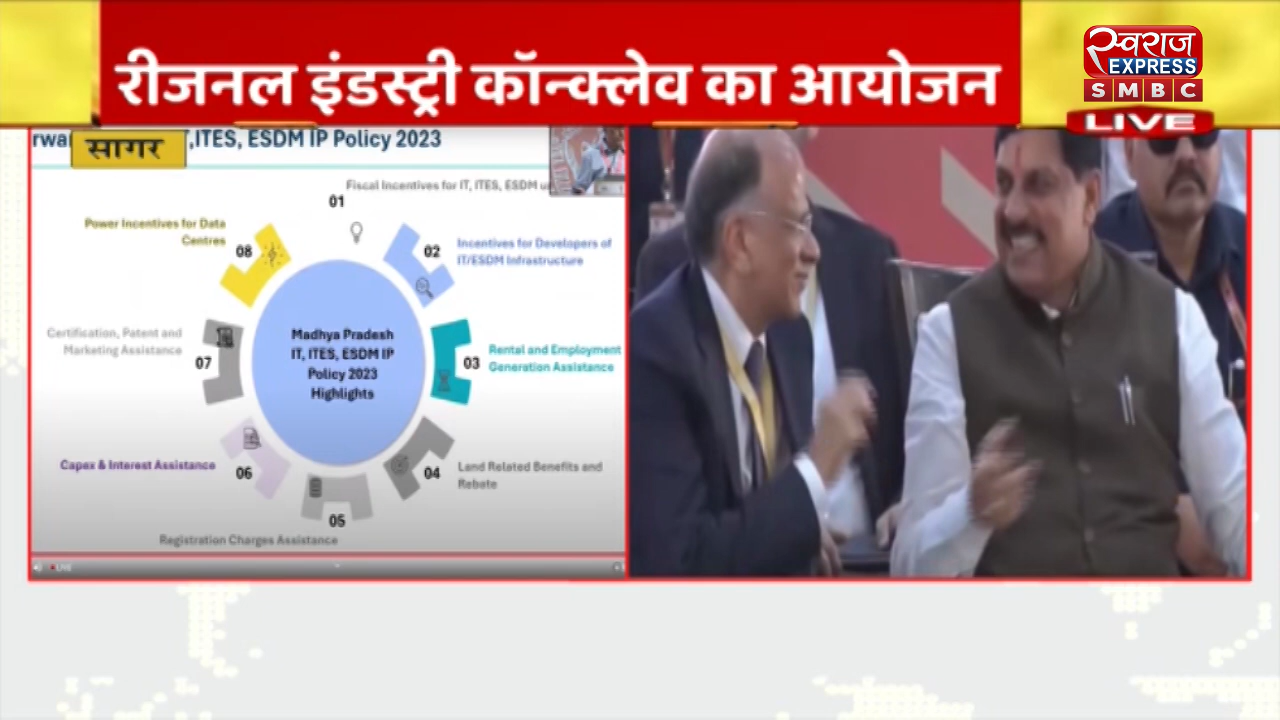 रीजनल इंडस्ट्री कॉन्क्लेव का आयोजन
स्वराज
EXPRESS
SMBC
LIVE
सागर
,ITES, ESDM IP Policy 2023
Fiscal Incentives for IT, ITES, ESDM
01
Power Incentives for Data
Centres
08
02
Incentives for Developers of
IT/ESDM Infrastructure
Certification, Patent and
Marketing Assistance
07
Madhya Pradesh
IT, ITES, ESDM IP
Policy 2023
Highlights
03
Rental and Employment
Generation Assistance
Capex & Interest Assistance
06
04
Land Related Benefits and
Rebate
05
Registration Charges Assistance
LIVE